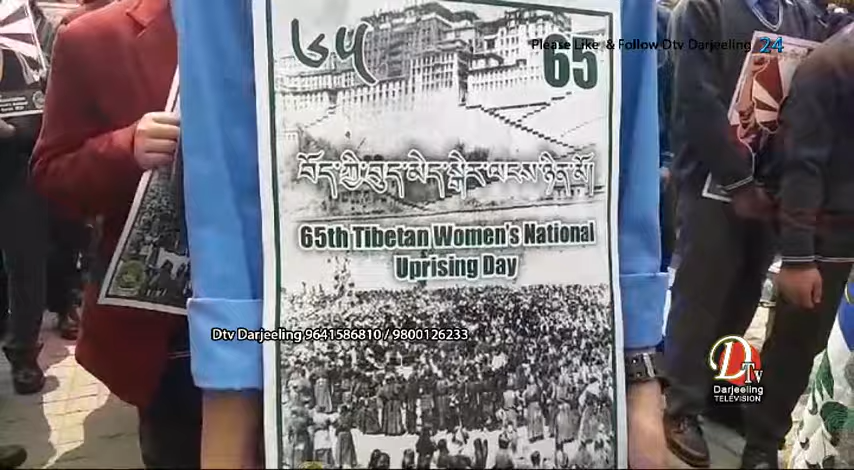 Please Like & Follow Dtv Darjeeling 24
༦༥
65
བོད་ཀྱི་བུད་མེད་སྒེར་ལངས་ཉིན་མོ།
65th Tibetan Women's National
Uprising Day
Dtv Darjeeling 9641586810 / 9800126233
DTv
Darjeeling
TELEVISION